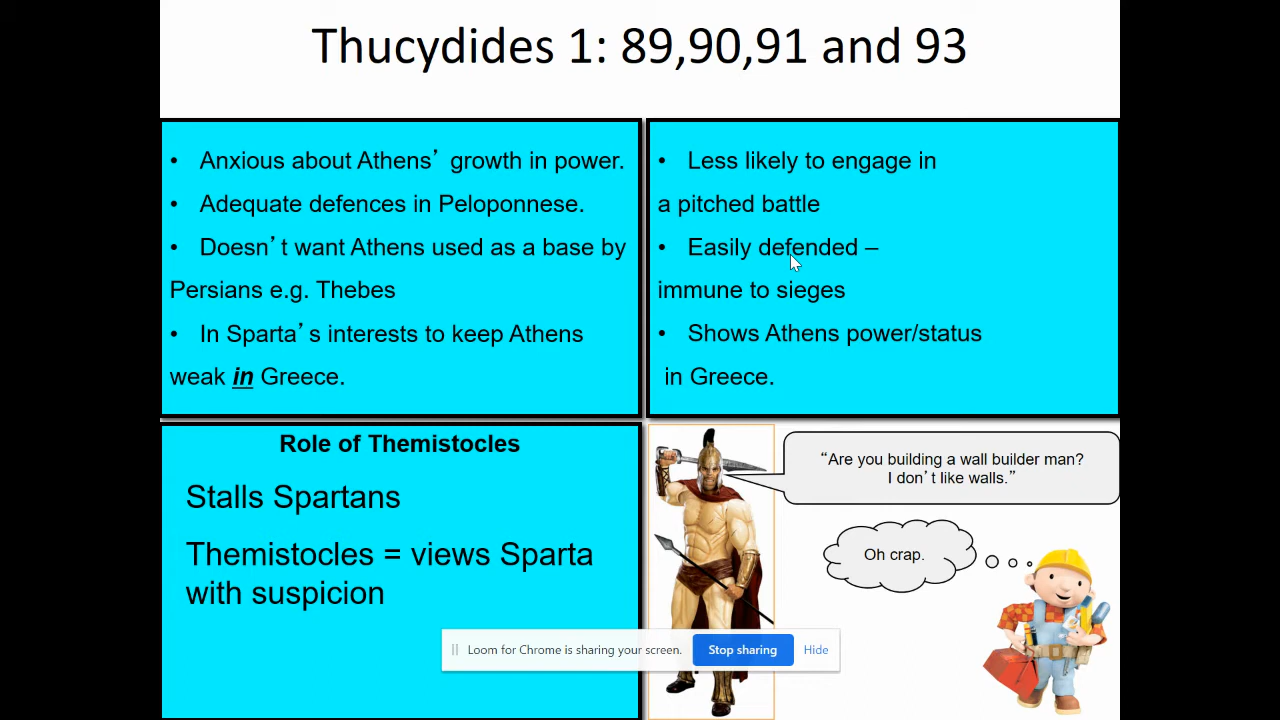 Thucydides 1: 89,90,91 and 93
• Anxious about Athens’ growth in power.
• Adequate defences in Peloponnese.
• Doesn’t want Athens used as a base by
Persians e.g. Thebes
• In Sparta’s interests to keep Athens
weak in Greece.
• Less likely to engage in
a pitched battle
• Easily defended –
immune to sieges
• Shows Athens power/status
in Greece.
Role of Themistocles
Stalls Spartans
Themistocles = views Sparta
with suspicion
“Are you building a wall builder man?
I don’t like walls.”
Oh crap.
Loom for Chrome is sharing your screen.
Stop sharing
Hide